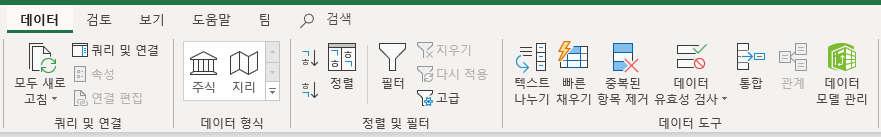 데이터 검토 보기 도움말 팀 검색
모두 새로 고침
쿼리 및 연결
속성
연결 편집
쿼리 및 연결
주식 지리
데이터 형식
ㄱ ㅎ
ㅎ ㄱ
정렬
필터
지우기
다시 적용
고급
정렬 및 필터
텍스트 나누기
빠른 채우기
중복된 항목 제거
데이터 유효성 검사
통합
관계
데이터 모델 관리
데이터 도구